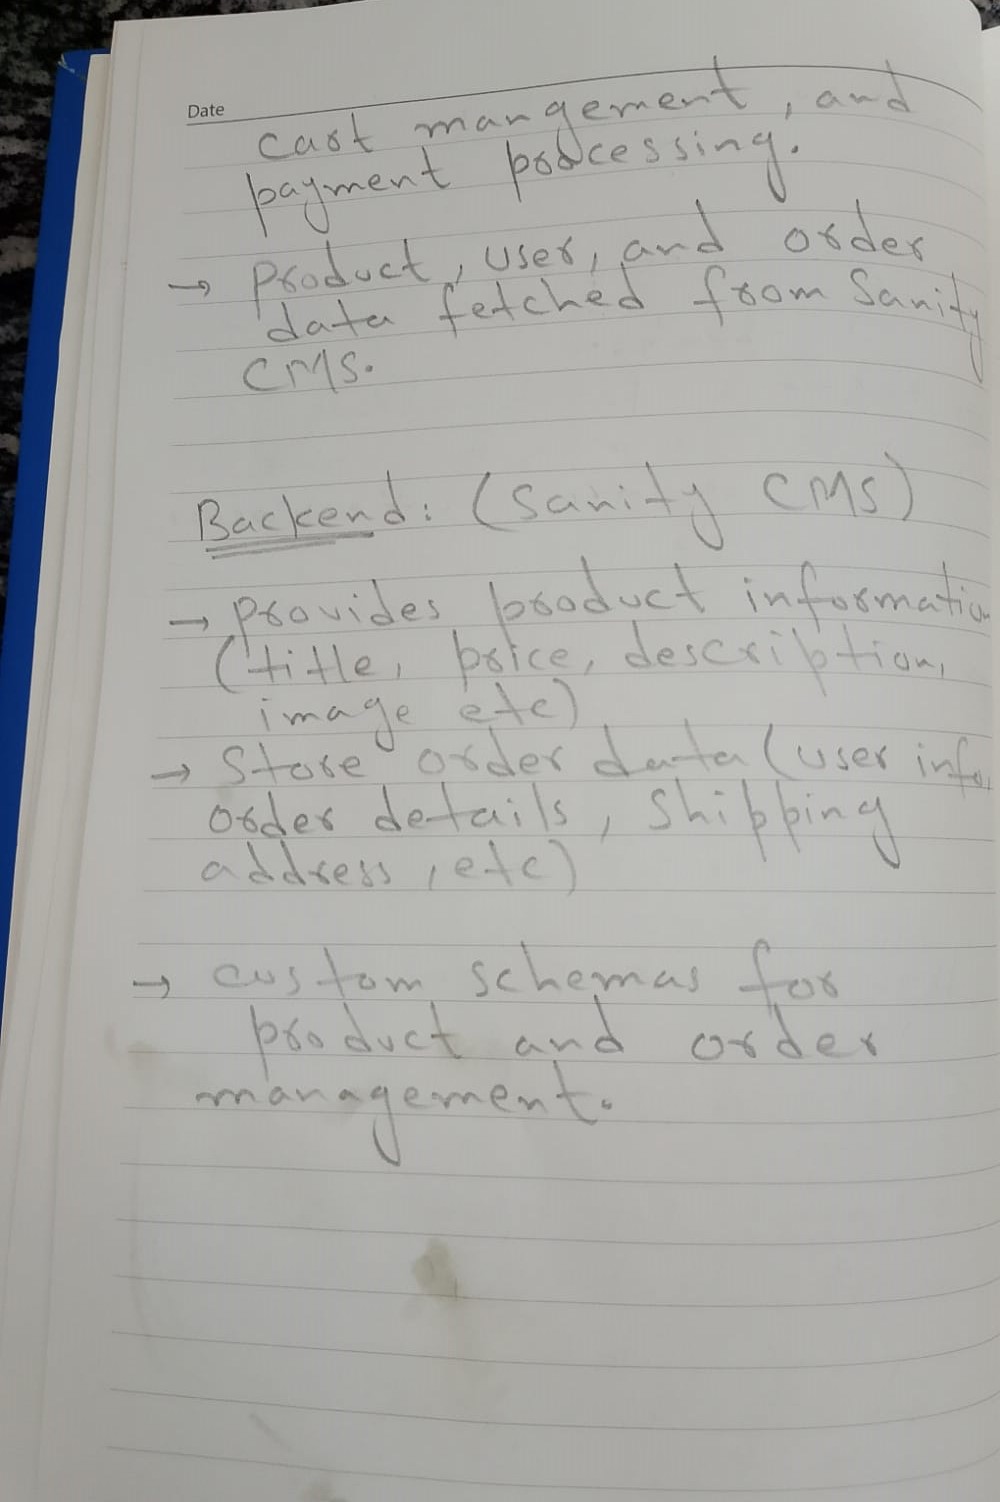 Date
cart mangement, and
payment processing.
→ Product, user, and order
data fetched from Sanity
CMS.
Backend: (Sanity CMS)
→ Provides product informatio
(title, price, description,
image etc)
→ Store order data (user info,
order details, shipping
address, etc)
→ custom schemas for
product and order
management.